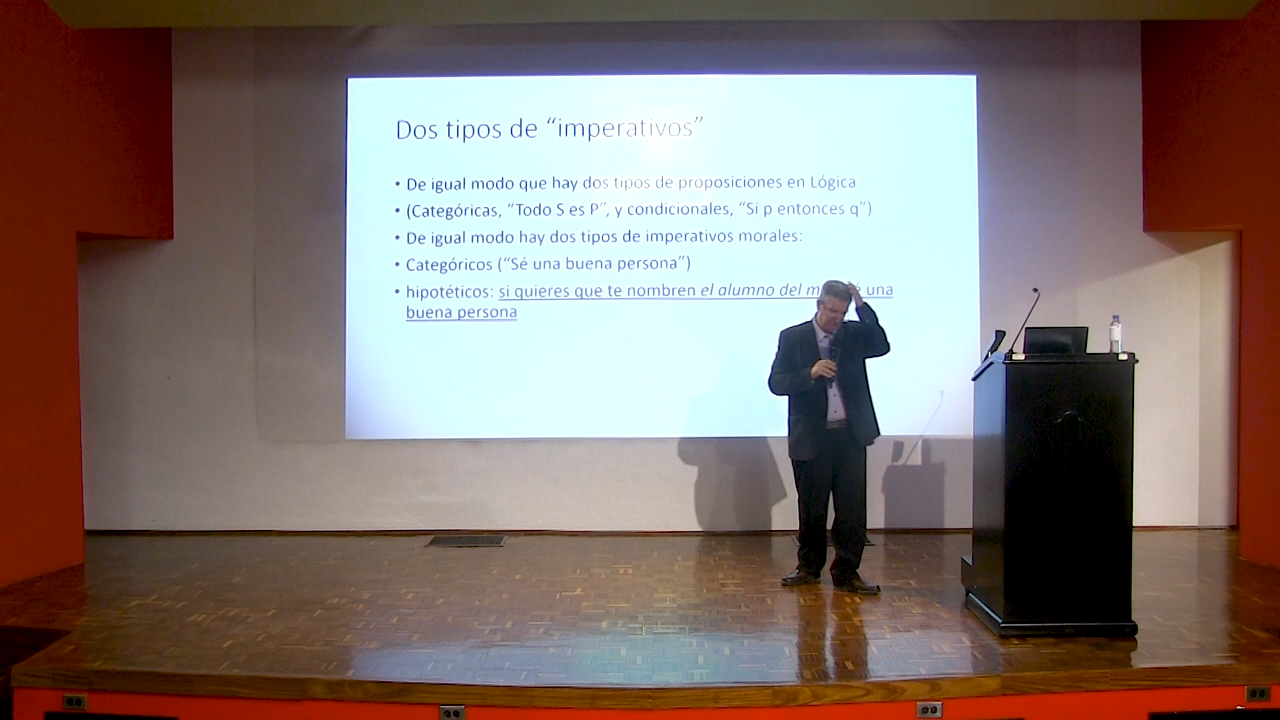 Dos tipos de “imperativos”
• De igual modo que hay dos tipos de proposiciones en Lógica
• (Categóricas, “Todo S es P”, y condicionales, “Si p entonces q”)
• De igual modo hay dos tipos de imperativos morales:
• Categóricos (“Sé una buena persona”)
• hipotéticos: si quieres que te nombren el alumno del una
buena persona